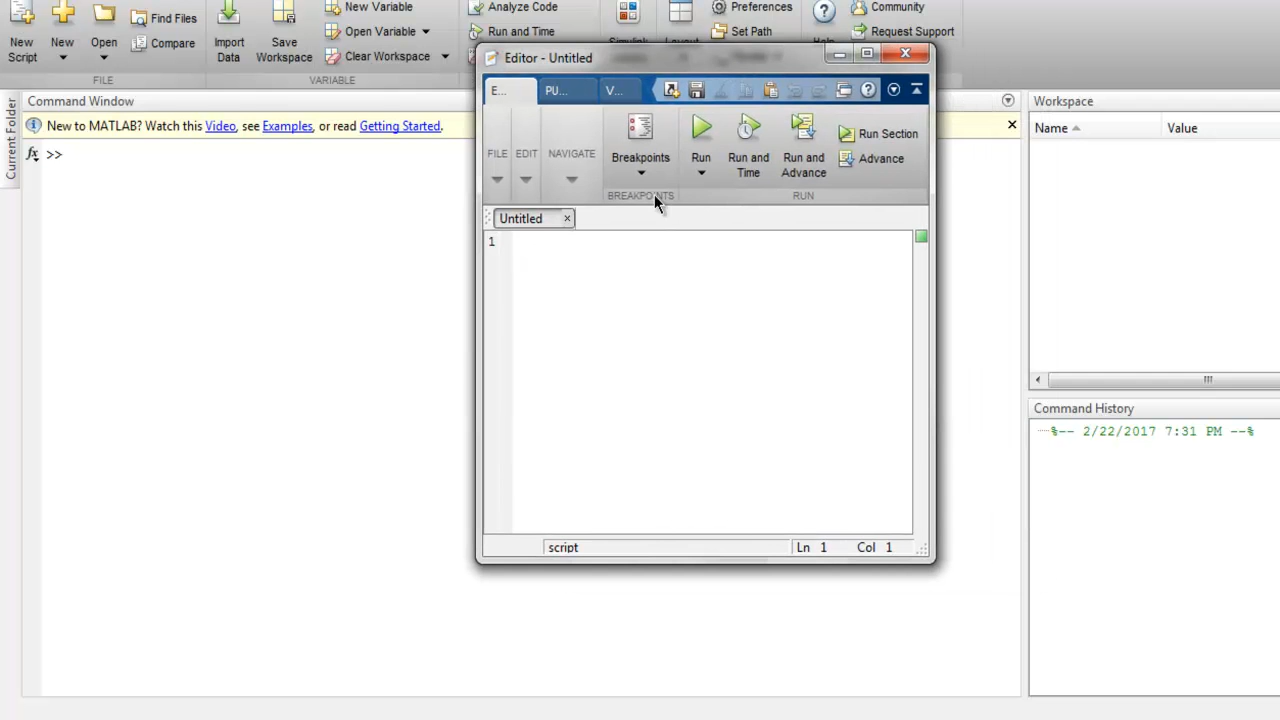 New Script
New
Open
Find Files
Compare
Import Data
Save Workspace
New Variable
Open Variable
Clear Workspace
Analyze Code
Run and Time
Simulink
Layout
Preferences
Set Path
Help
Community
Request Support
FILE
VARIABLE
Editor - Untitled
E...
PU...
V...
FILE
EDIT
NAVIGATE
Breakpoints
Run
Run and Time
Run and Advance
Run Section
Advance
BREAKPOINTS
RUN
Untitled
1
script
Ln 1
Col 1
Current Folder
Command Window
New to MATLAB? Watch this Video, see Examples, or read Getting Started.
fx >>
Workspace
Name
Value
Command History
%-- 2/22/2017 7:31 PM --%